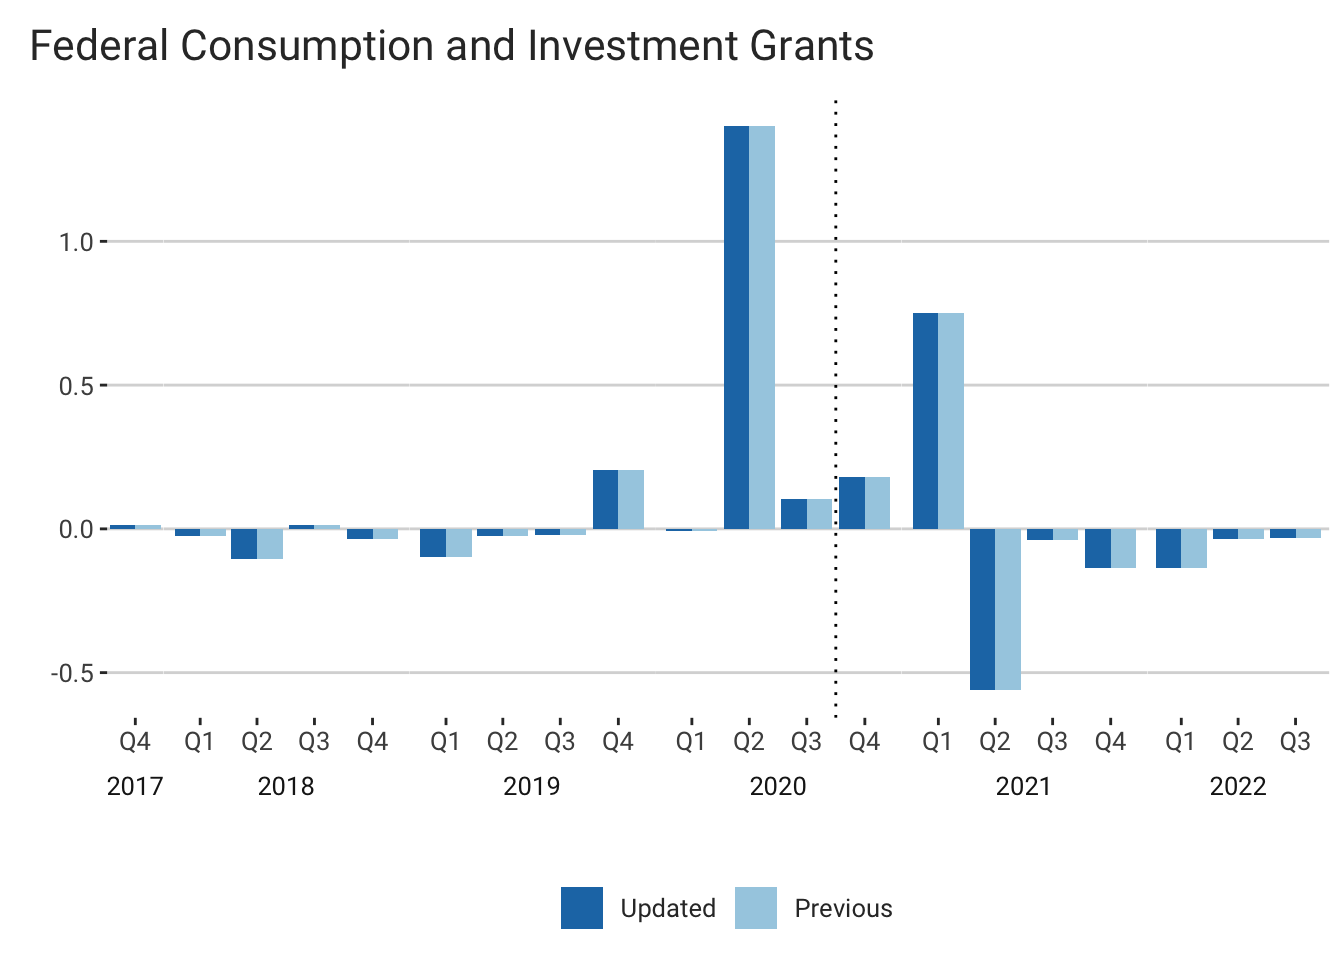 Federal Consumption and Investment Grants
1.0
0.5
0.0
-0.5
Q4 Q1 Q2 Q3 Q4 Q1 Q2 Q3 Q4 Q1 Q2 Q3 Q4 Q1 Q2 Q3 Q4 Q1 Q2 Q3
2017 2018 2019 2020 2021 2022
Updated Previous